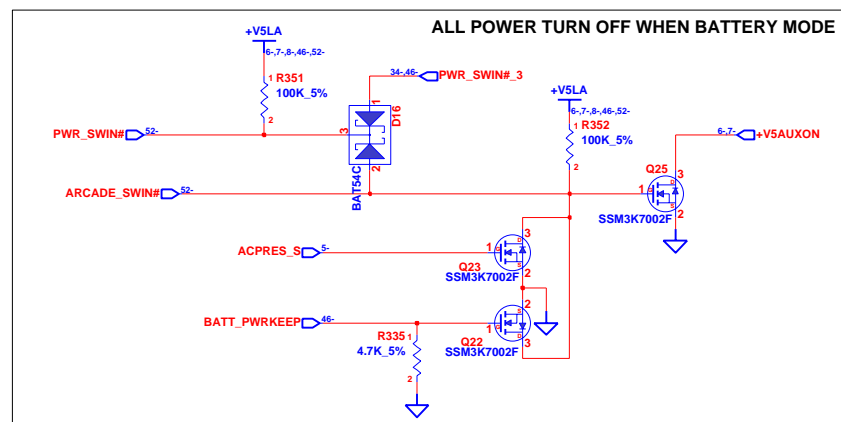 ALL POWER TURN OFF WHEN BATTERY MODE
+V5LA
6-,7-,8-,46-,52-
1
R351
100K_5%
2
34-,46-
PWR_SWIN#_3
1
D16
3
2
BAT54C
PWR_SWIN#
52-
ARCADE_SWIN#
52-
+V5LA
6-,7-,8-,46-,52-
1
R352
100K_5%
2
6-,7-
+V5AUXON
Q25
3
D
1
G
S
2
SSM3K7002F
ACPRES_S
5-
3
D
1
G
S
2
Q23
SSM3K7002F
BATT_PWRKEEP
46-
2
S
1
G
D
3
Q22
SSM3K7002F
1
R335
4.7K_5%
2